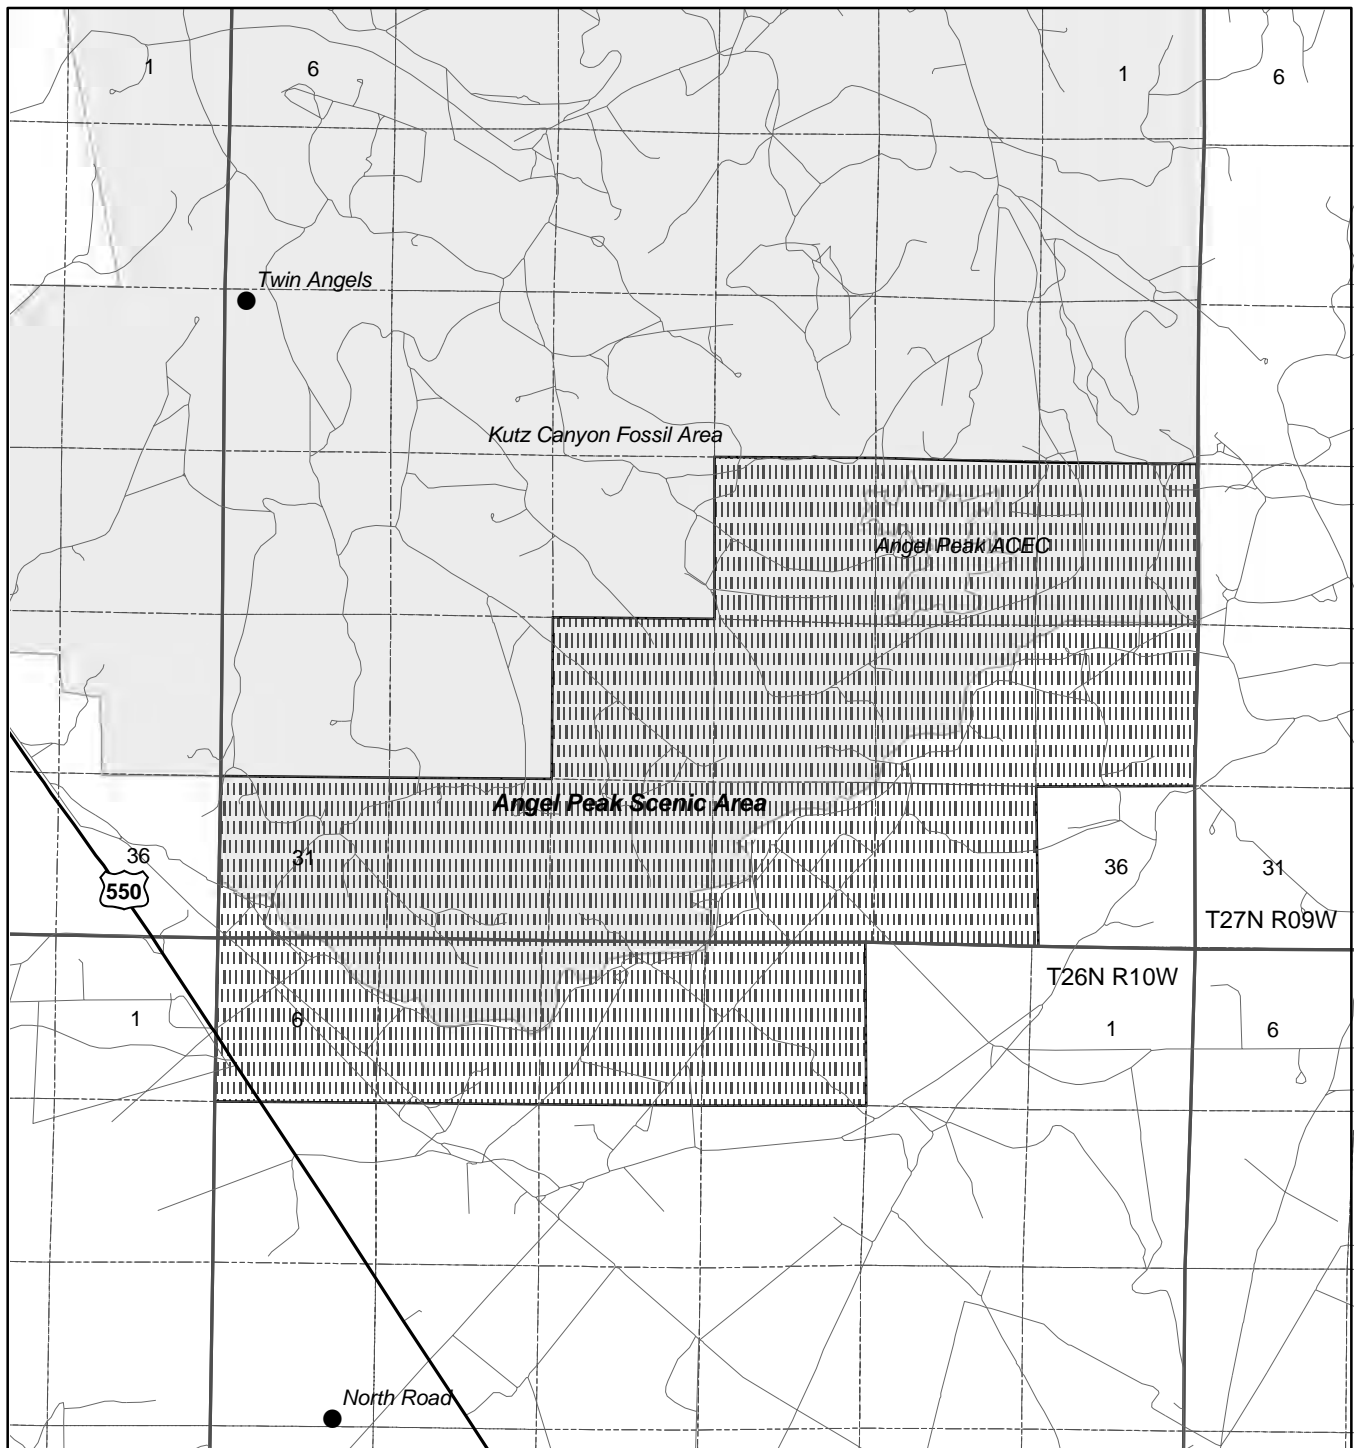 1
6
1
6
Twin Angels
Kutz Canyon Fossil Area
Angel Peak ACEC
Angel Peak Scenic Area
36
31
36
31
550
T27N R09W
T26N R10W
1
6
1
6
North Road